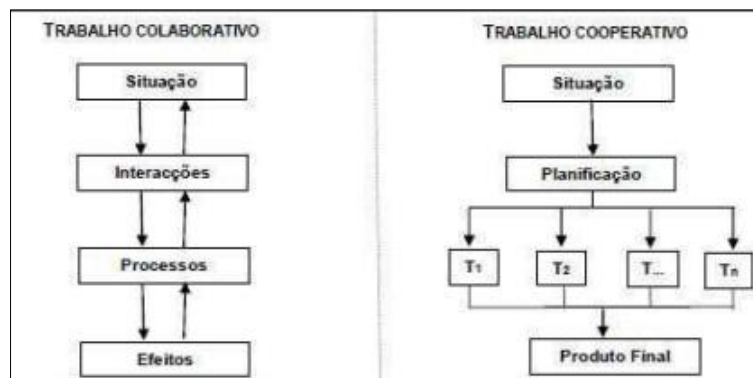 TRABALHO COLABORATIVO
Situação
Interacções
Processos
Efeitos
TRABALHO COOPERATIVO
Situação
Planificação
T1 T2 T... Tn
Produto Final